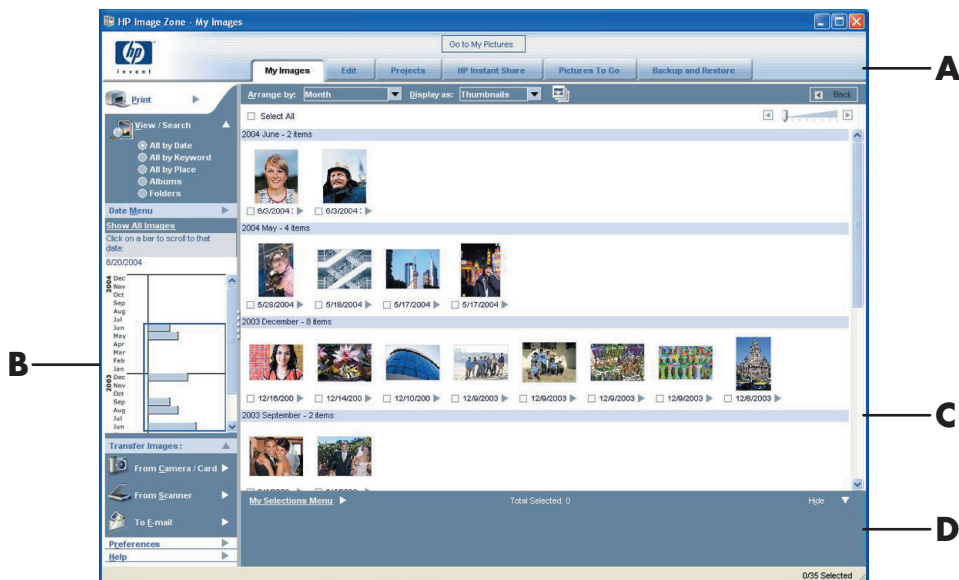 HP Image Zone - My Images
hp
invent
Go to My Pictures
My Images Edit Projects HP Instant Share Pictures To Go Backup and Restore
A
Print
Arrange by: Month Display as: Thumbnails Back
View / Search
All by Date
All by Keyword
All by Place
Albums
Folders
Select All
2004 June - 2 items
6/3/2004 : 6/3/2004 :
Date Menu
Show All Images
Click on a bar to scroll to that
date:
8/20/2004
2004 Dec
Nov
Oct
Sep
Aug
Jul
Jun
May
Apr
Mar
Feb
Jan
2003 Dec
Nov
Oct
Sep
Aug
Jul
Jun
B
2004 May - 4 items
5/28/2004 5/18/2004 5/17/2004 5/17/2004
2003 December - 8 items
12/16/200 12/14/200 12/10/200 12/9/2003 12/9/2003 12/9/2003 12/9/2003 12/8/2003
2003 September - 2 items
C
Transfer Images:
From Camera / Card
From Scanner
To E-mail
Preferences
Help
My Selections Menu Total Selected: 0 Hide
D
0/35 Selected